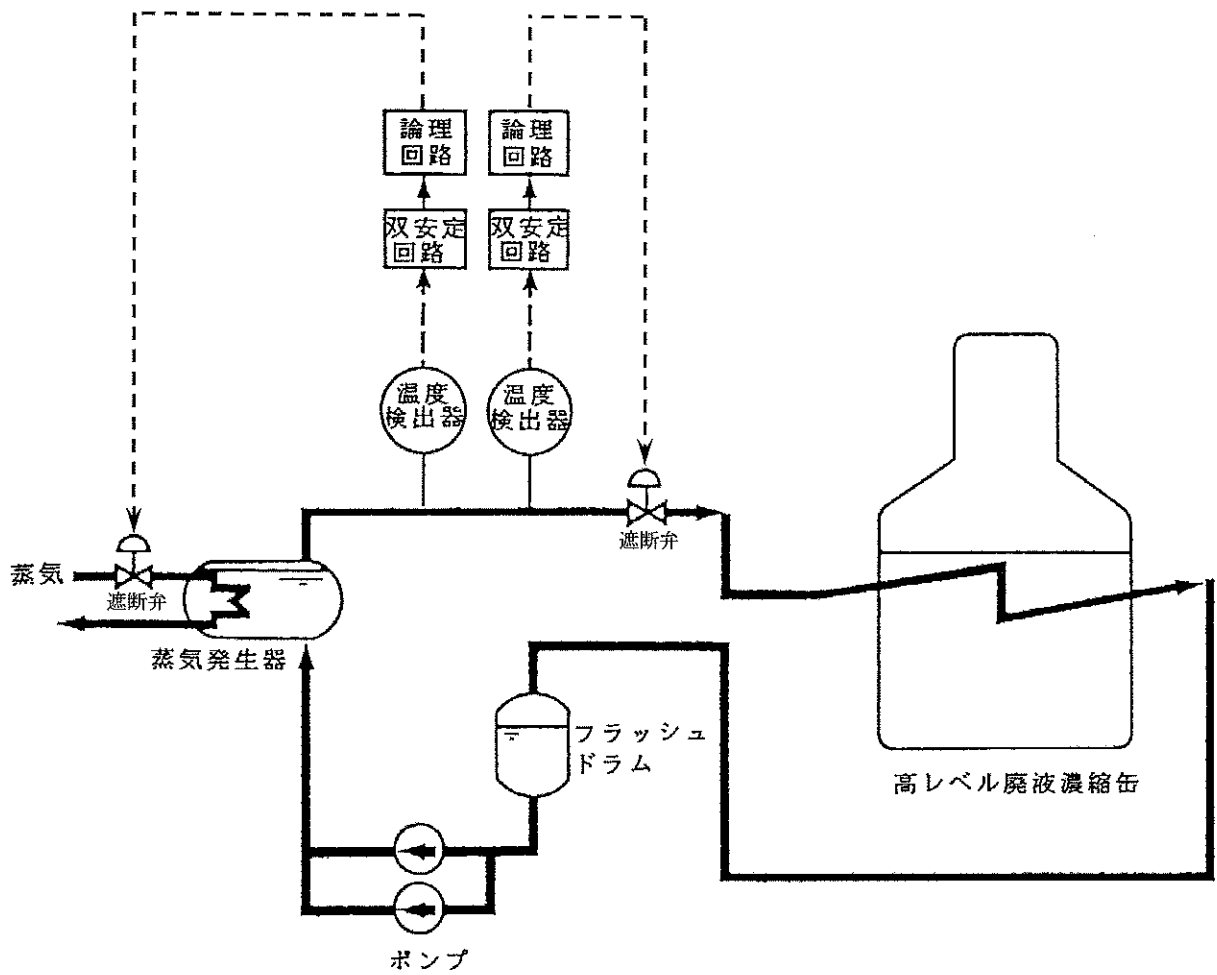 論理
回路
論理
回路
双安定
回路
双安定
回路
温度
検出器
温度
検出器
遮断弁
蒸気
遮断弁
蒸気発生器
フラッシュ
ドラム
高レベル廃液濃縮缶
ポンプ